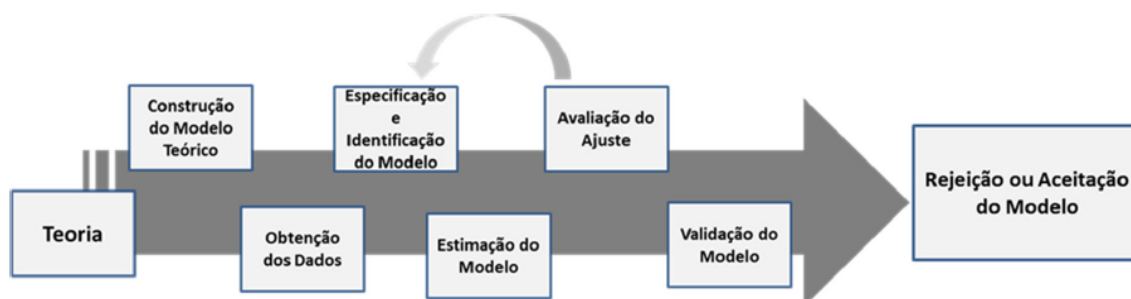 Teoria
Construção
do Modelo
Teórico
Obtenção
dos Dados
Especificação
e
Identificação
do Modelo
Estimação do
Modelo
Avaliação do
Ajuste
Validação do
Modelo
Rejeição ou Aceitação
do Modelo